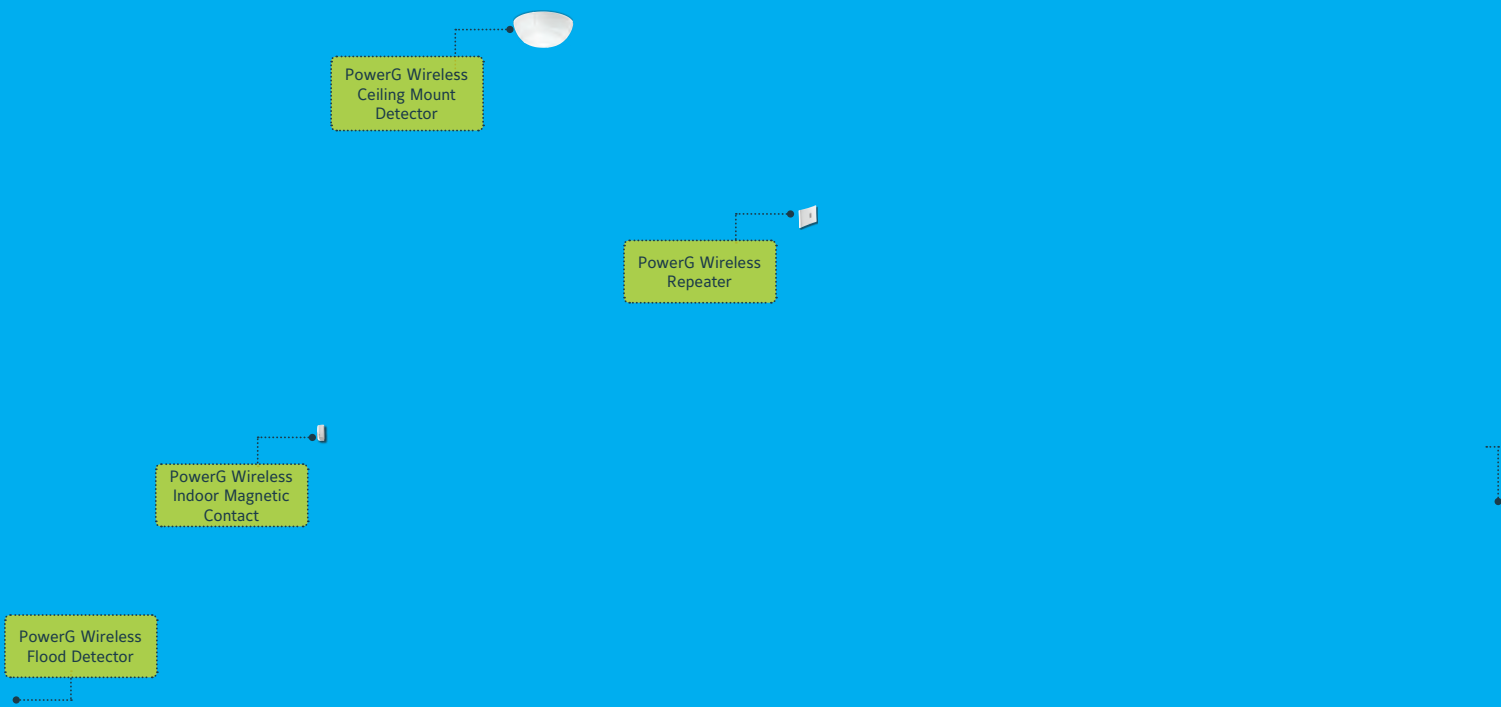 PowerG Wireless
Ceiling Mount
Detector
PowerG Wireless
Repeater
PowerG Wireless
Indoor Magnetic
Contact
PowerG Wireless
Flood Detector